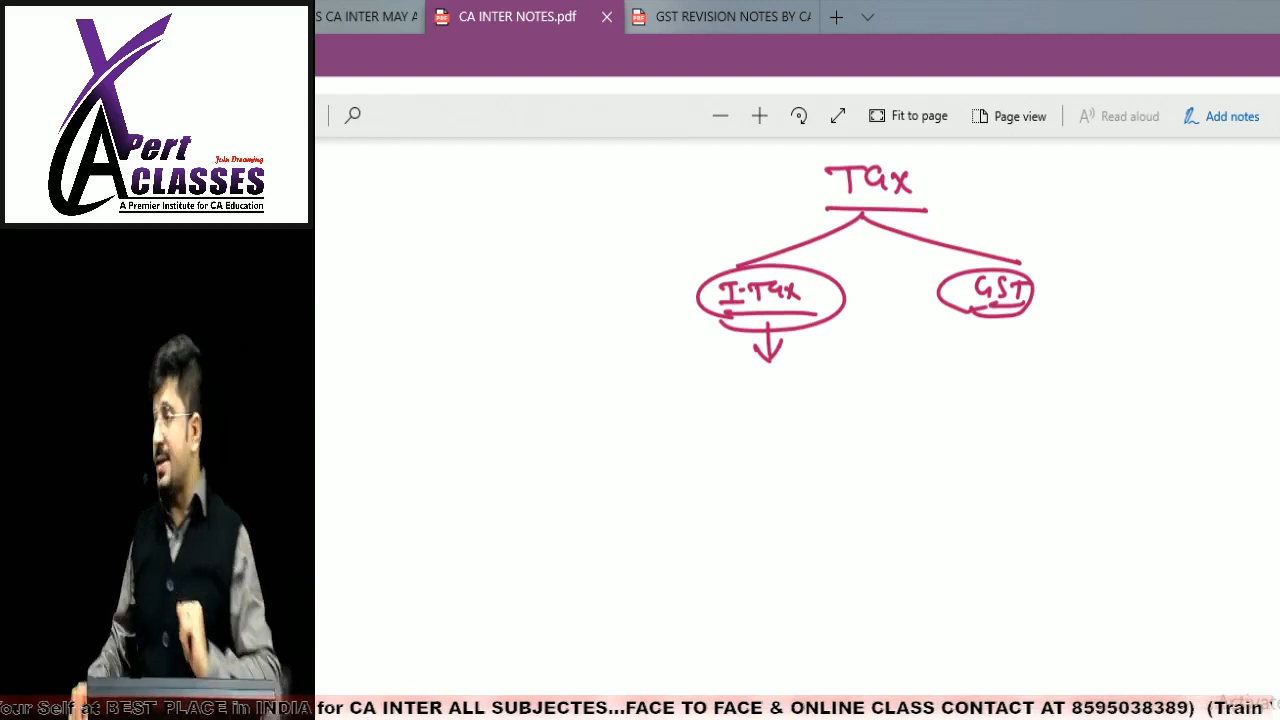 S CA INTER MAY A
CA INTER NOTES.pdf
GST REVISION NOTES BY CA
Fit to page
Page view
Read aloud
Add notes
Pert
Join Dreaming
CLASSES
A Premier Institute for CA Education
Tax
I.Tax
GST
our Self at BEST PLACE in INDIA for CA INTER ALL SUBJECTES...FACE TO FACE & ONLINE CLASS CONTACT AT 8595038389) (Train
Activate